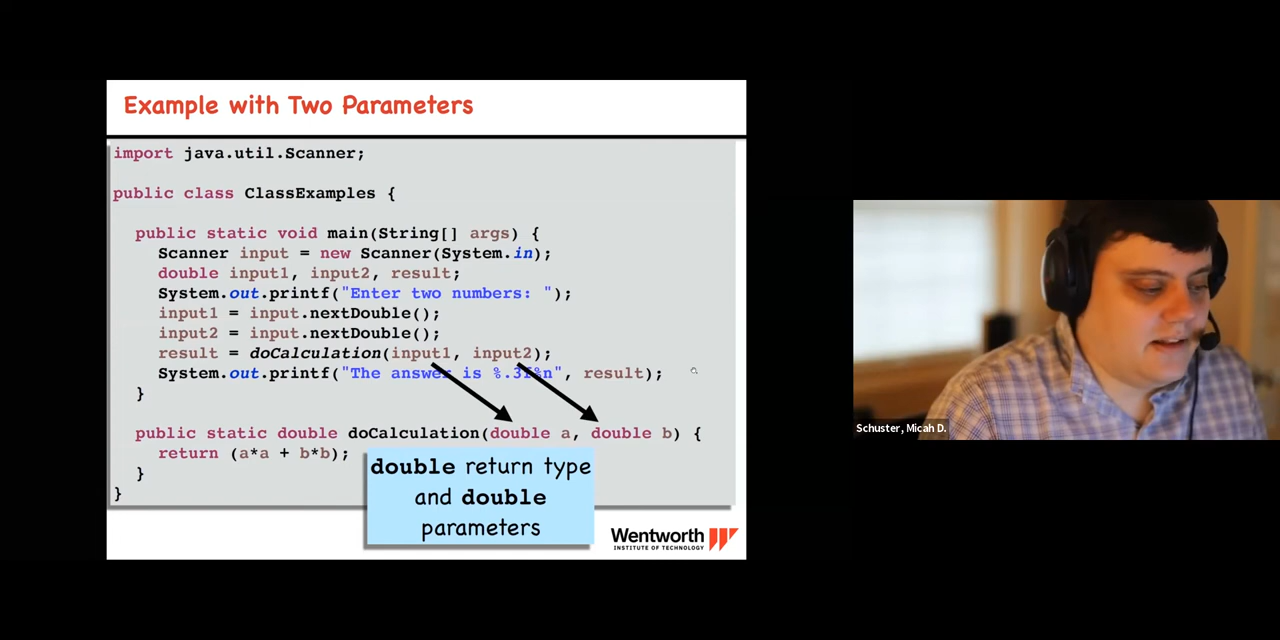 Example with Two Parameters
import java.util.Scanner;
public class ClassExamples {
public static void main(String[] args) {
Scanner input = new Scanner(System.in);
double input1, input2, result;
System.out.printf("Enter two numbers: ");
input1 = input.nextDouble();
input2 = input.nextDouble();
result = doCalculation(input1, input2);
System.out.printf("The answer is %.3f%n", result);
}
public static double doCalculation(double a, double b) {
return (a*a + b*b);
}
}
double return type
and double
parameters
Wentworth
INSTITUTE OF TECHNOLOGY
Schuster, Micah D.